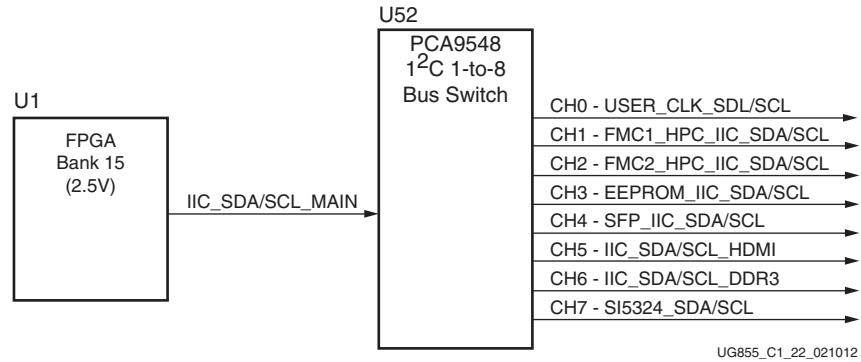 U52
PCA9548
1²C 1-to-8
Bus Switch
U1
FPGA
Bank 15
(2.5V)
IIC_SDA/SCL_MAIN
CH0 - USER_CLK_SDL/SCL
CH1 - FMC1_HPC_IIC_SDA/SCL
CH2 - FMC2_HPC_IIC_SDA/SCL
CH3 - EEPROM_IIC_SDA/SCL
CH4 - SFP_IIC_SDA/SCL
CH5 - IIC_SDA/SCL_HDMI
CH6 - IIC_SDA/SCL_DDR3
CH7 - SI5324_SDA/SCL
UG855_C1_22_021012